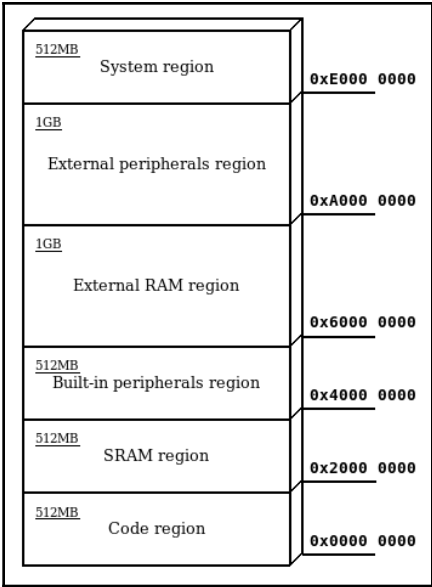 512MB
System region
0xE000 0000
1GB
External peripherals region
0xA000 0000
1GB
External RAM region
0x6000 0000
512MB
Built-in peripherals region
0x4000 0000
512MB
SRAM region
0x2000 0000
512MB
Code region
0x0000 0000